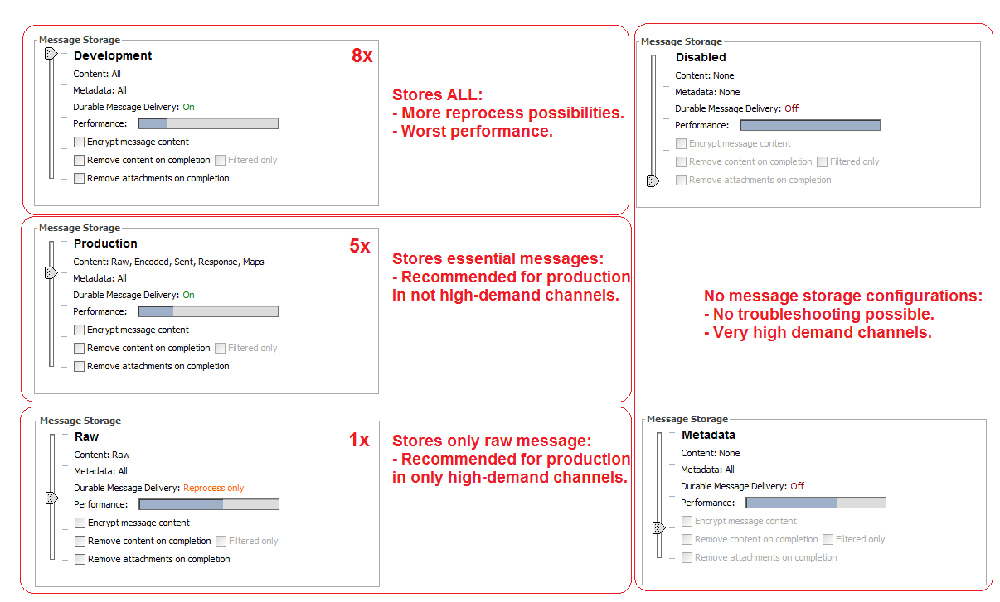 Message Storage
Development
8x
Content: All
Metadata: All
Durable Message Delivery: On
Performance:
Encrypt message content
Remove content on completion Filtered only
Remove attachments on completion
Stores ALL:
- More reprocess possibilities.
- Worst performance.
Message Storage
Production
5x
Content: Raw, Encoded, Sent, Response, Maps
Metadata: All
Durable Message Delivery: On
Performance:
Encrypt message content
Remove content on completion Filtered only
Remove attachments on completion
Stores essential messages:
- Recommended for production
in not high-demand channels.
Message Storage
Raw
1x
Content: Raw
Metadata: All
Durable Message Delivery: Reprocess only
Performance:
Encrypt message content
Remove content on completion Filtered only
Remove attachments on completion
Stores only raw message:
- Recommended for production
in only high-demand channels.
Message Storage
Disabled
Content: None
Metadata: None
Durable Message Delivery: Off
Performance:
Encrypt message content
Remove content on completion Filtered only
Remove attachments on completion
No message storage configurations:
- No troubleshooting possible.
- Very high demand channels.
Message Storage
Metadata
Content: None
Metadata: All
Durable Message Delivery: Off
Performance:
Encrypt message content
Remove content on completion Filtered only
Remove attachments on completion